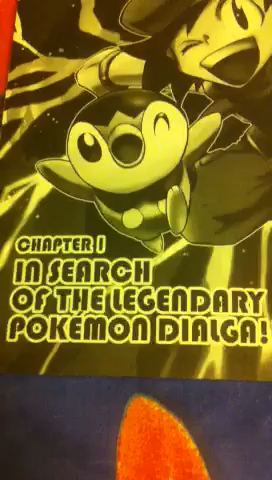 CHAPTER 1
IN SEARCH
OF THE LEGENDARY
POKÉMON DIALGA!